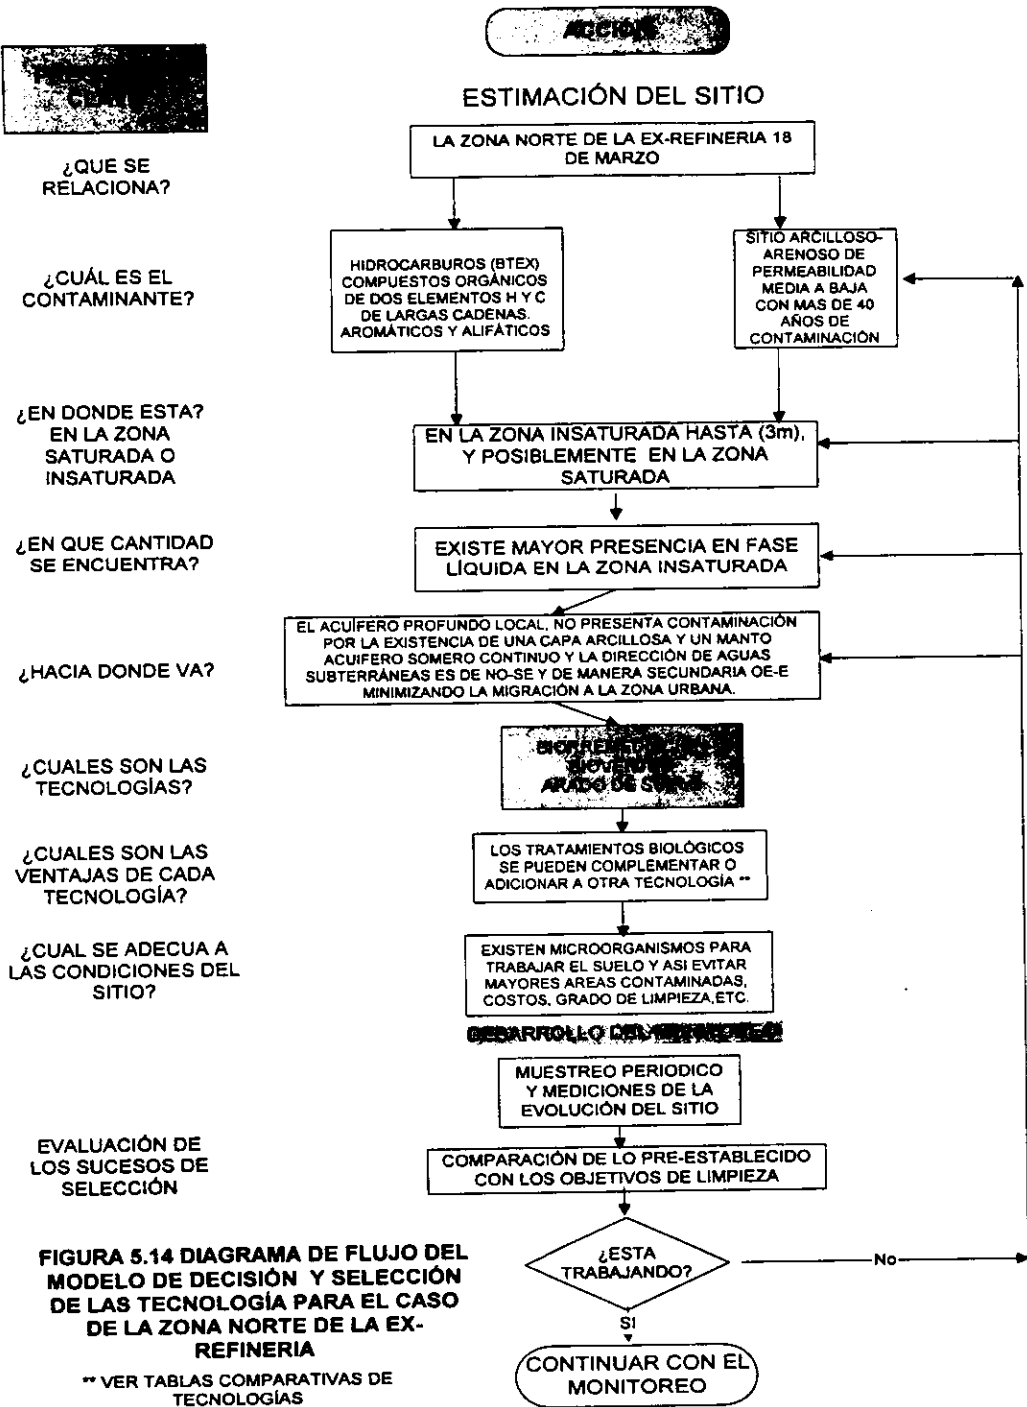 ACCIÓN
CLAVE
ESTIMACIÓN DEL SITIO
¿QUE SE
RELACIONA?
LA ZONA NORTE DE LA EX-REFINERIA 18
DE MARZO
¿CUÁL ES EL
CONTAMINANTE?
HIDROCARBUROS (BTEX)
COMPUESTOS ORGÁNICOS
DE DOS ELEMENTOS H Y C
DE LARGAS CADENAS.
AROMÁTICOS Y ALIFÁTICOS
SITIO ARCILLOSO-
ARENOSO DE
PERMEABILIDAD
MEDIA A BAJA
CON MAS DE 40
AÑOS DE
CONTAMINACIÓN
¿EN DONDE ESTA?
EN LA ZONA
SATURADA O
INSATURADA
EN LA ZONA INSATURADA HASTA (3m),
Y POSIBLEMENTE EN LA ZONA
SATURADA
¿EN QUE CANTIDAD
SE ENCUENTRA?
EXISTE MAYOR PRESENCIA EN FASE
LÍQUIDA EN LA ZONA INSATURADA
¿HACIA DONDE VA?
EL ACUÍFERO PROFUNDO LOCAL, NO PRESENTA CONTAMINACIÓN
POR LA EXISTENCIA DE UNA CAPA ARCILLOSA Y UN MANTO
ACUIFERO SOMERO CONTINUO Y LA DIRECCIÓN DE AGUAS
SUBTERRÁNEAS ES DE NO-SE Y DE MANERA SECUNDARIA OE-E
MINIMIZANDO LA MIGRACIÓN A LA ZONA URBANA.
¿CUALES SON LAS
TECNOLOGÍAS?
ARADO DE SUELO
¿CUALES SON LAS
VENTAJAS DE CADA
TECNOLOGÍA?
LOS TRATAMIENTOS BIOLÓGICOS
SE PUEDEN COMPLEMENTAR O
ADICIONAR A OTRA TECNOLOGÍA **
¿CUAL SE ADECUA A
LAS CONDICIONES DEL
SITIO?
EXISTEN MICROORGANISMOS PARA
TRABAJAR EL SUELO Y ASI EVITAR
MAYORES AREAS CONTAMINADAS,
COSTOS, GRADO DE LIMPIEZA,ETC.
DESARROLLO DEL
MUESTREO PERIODICO
Y MEDICIONES DE LA
EVOLUCIÓN DEL SITIO
EVALUACIÓN DE
LOS SUCESOS DE
SELECCIÓN
COMPARACIÓN DE LO PRE-ESTABLECIDO
CON LOS OBJETIVOS DE LIMPIEZA
¿ESTA
TRABAJANDO?
No
SI
CONTINUAR CON EL
MONITOREO
FIGURA 5.14 DIAGRAMA DE FLUJO DEL
MODELO DE DECISIÓN Y SELECCIÓN
DE LAS TECNOLOGÍA PARA EL CASO
DE LA ZONA NORTE DE LA EX-
REFINERIA
** VER TABLAS COMPARATIVAS DE
TECNOLOGÍAS